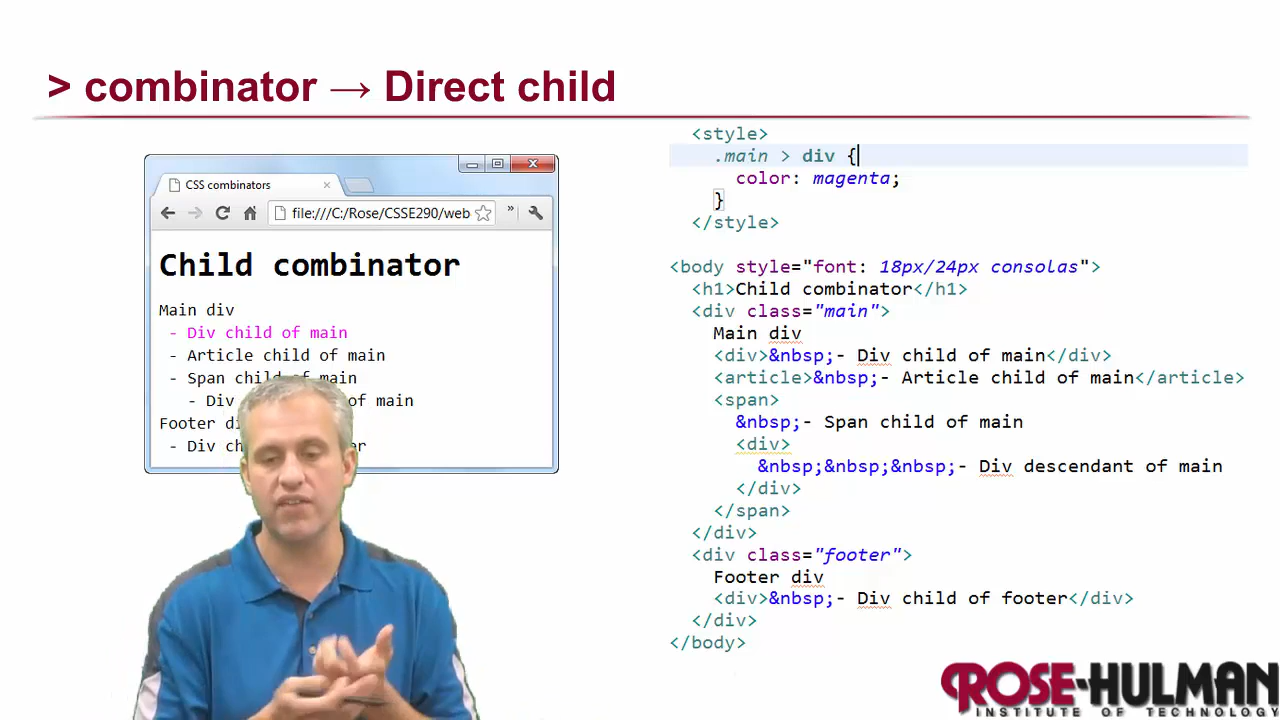 > combinator → Direct child
CSS combinators
file:///C:/Rose/CSSE290/web
Child combinator
Main div
- Div child of main
- Article child of main
- Span child of main
- Div of main
Footer
- Div
<style>
.main > div {
color: magenta;
}
</style>
<body style="font: 18px/24px consolas">
<h1>Child combinator</h1>
<div class="main">
Main div
<div>&nbsp;- Div child of main</div>
<article>&nbsp;- Article child of main</article>
<span>
&nbsp;- Span child of main
<div>
&nbsp;&nbsp;&nbsp;- Div descendant of main
</div>
</span>
</div>
<div class="footer">
Footer div
<div>&nbsp;- Div child of footer</div>
</div>
</body>
ROSE-HULMAN
INSTITUTE OF TECHNOLOGY